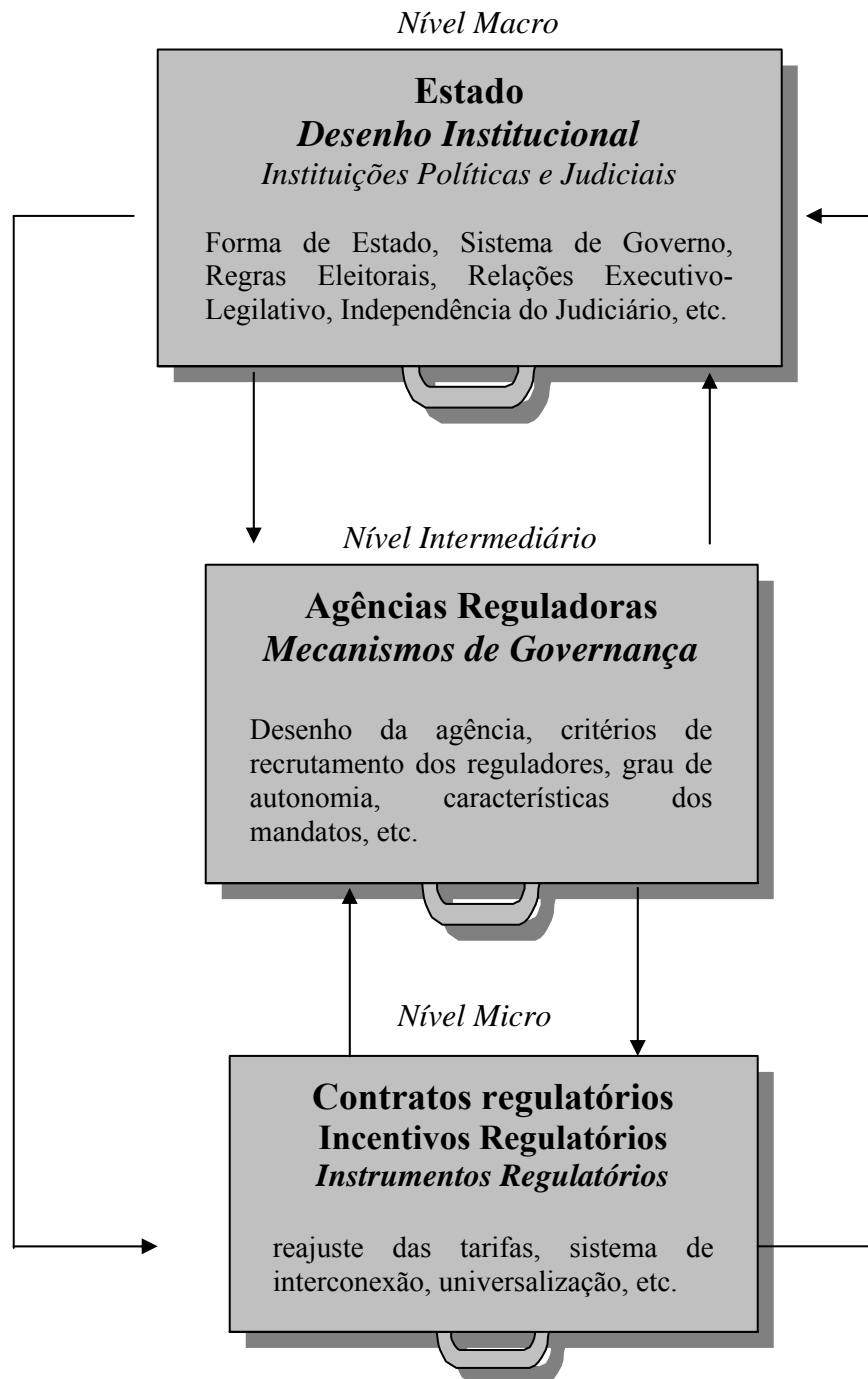 Nível Macro
Estado
Desenho Institucional
Instituições Políticas e Judiciais
Forma de Estado, Sistema de Governo,
Regras Eleitorais, Relações Executivo-
Legilativo, Independência do Judiciário, etc.
Nível Intermediário
Agências Reguladoras
Mecanismos de Governança
Desenho da agência, critérios de
recrutamento dos reguladores, grau de
autonomia, características dos
mandatos, etc.
Nível Micro
Contratos regulatórios
Incentivos Regulatórios
Instrumentos Regulatórios
reajuste das tarifas, sistema de
interconexão, universalização, etc.